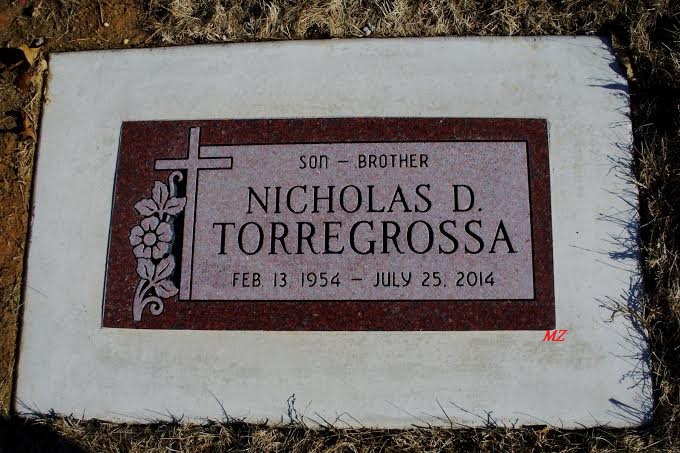 SON – BROTHER
NICHOLAS D.
TORREGROSSA
FEB. 13, 1954 – JULY 25, 2014
MZ